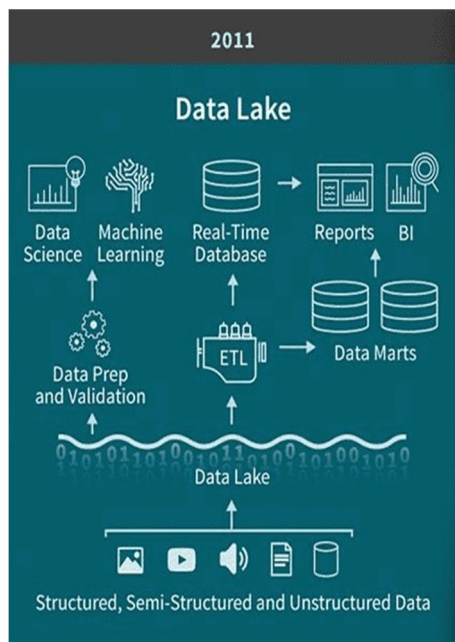 2011
Data Lake
Data
Science
Machine
Learning
Real-Time
Database
Reports
BI
Data Prep
and Validation
ETL
Data Marts
0101011010010110100100100101010
Data Lake
Structured, Semi-Structured and Unstructured Data